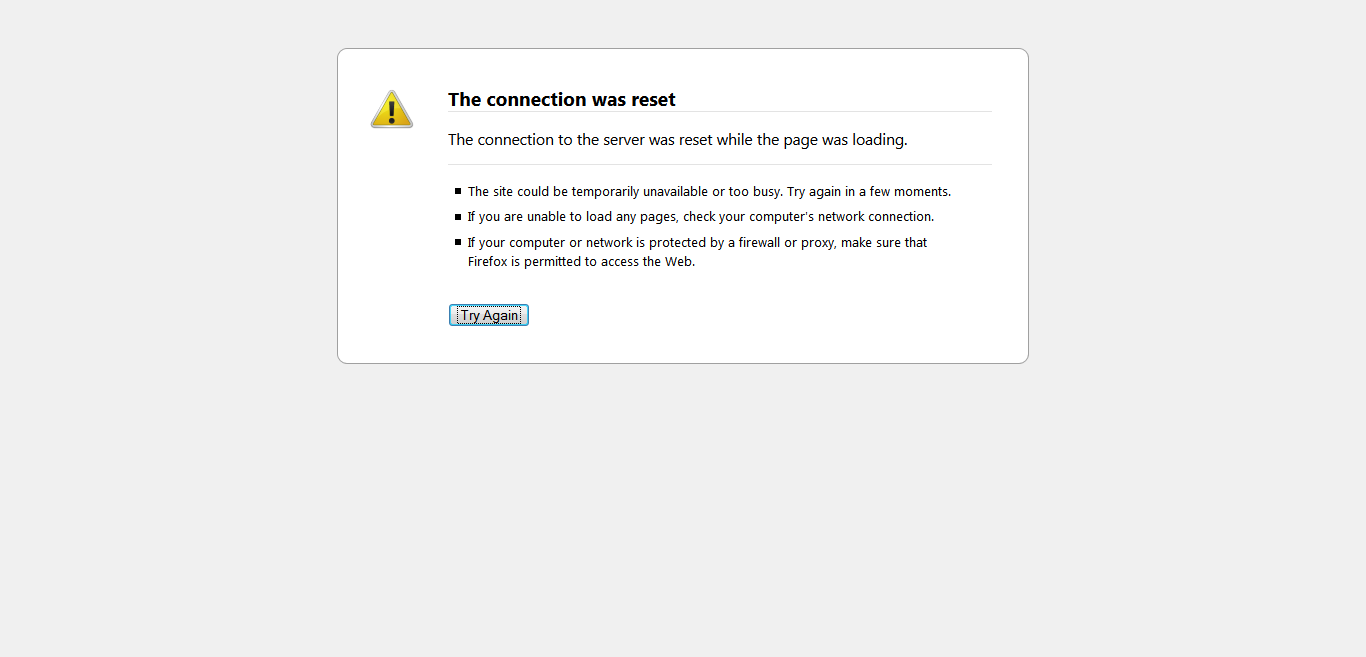 The connection was reset
The connection to the server was reset while the page was loading.
The site could be temporarily unavailable or too busy. Try again in a few moments.
If you are unable to load any pages, check your computer's network connection.
If your computer or network is protected by a firewall or proxy, make sure that
Firefox is permitted to access the Web.
Try Again